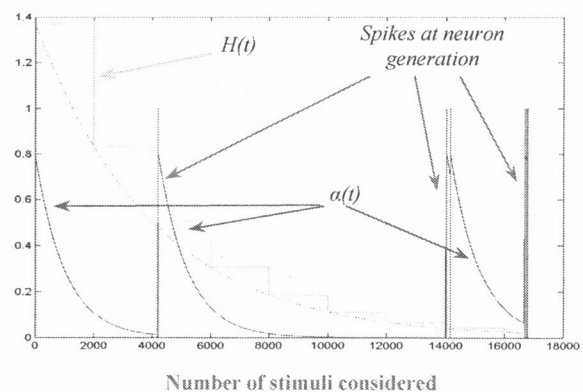 1.4
1.2
1
0.8
0.6
0.4
0.2
0
H(t)
Spikes at neuron
generation
α(t)
0 2000 4000 6000 8000 10000 12000 14000 16000 18000
Number of stimuli considered